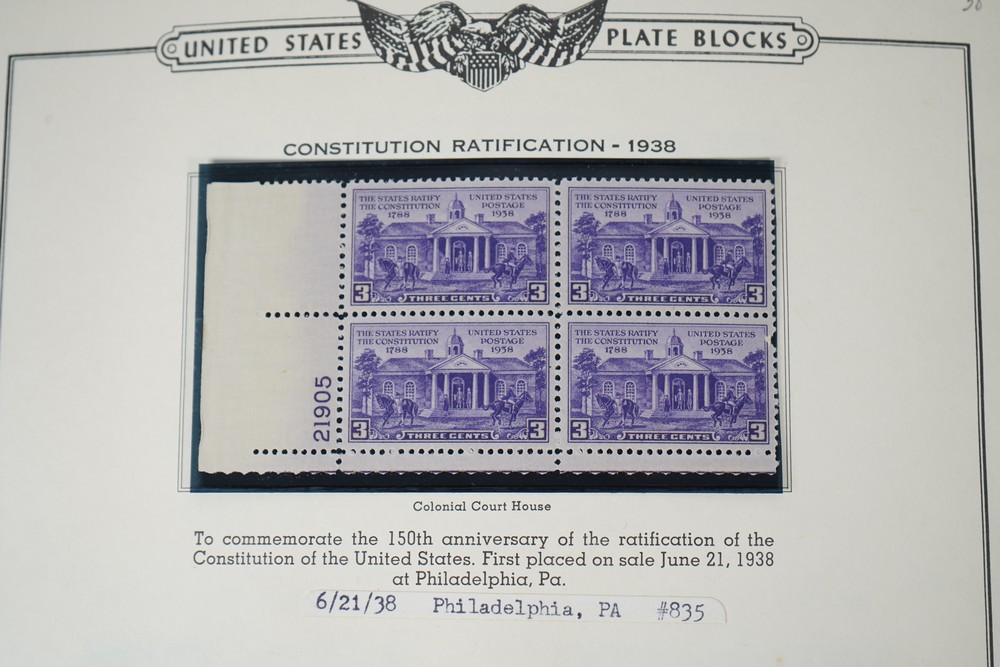 UNITED STATES PLATE BLOCKS
CONSTITUTION RATIFICATION - 1938
THE STATES RATIFY UNITED STATES
THE CONSTITUTION POSTAGE
1788 1938
3 THREE CENTS 3
THE STATES RATIFY UNITED STATES
THE CONSTITUTION POSTAGE
1788 1938
3 THREE CENTS 3
THE STATES RATIFY UNITED STATES
THE CONSTITUTION POSTAGE
1788 1938
3 THREE CENTS 3
THE STATES RATIFY UNITED STATES
THE CONSTITUTION POSTAGE
1788 1938
3 THREE CENTS 3
21905
Colonial Court House
To commemorate the 150th anniversary of the ratification of the
Constitution of the United States. First placed on sale June 21, 1938
at Philadelphia, Pa.
6/21/38 Philadelphia, PA #835